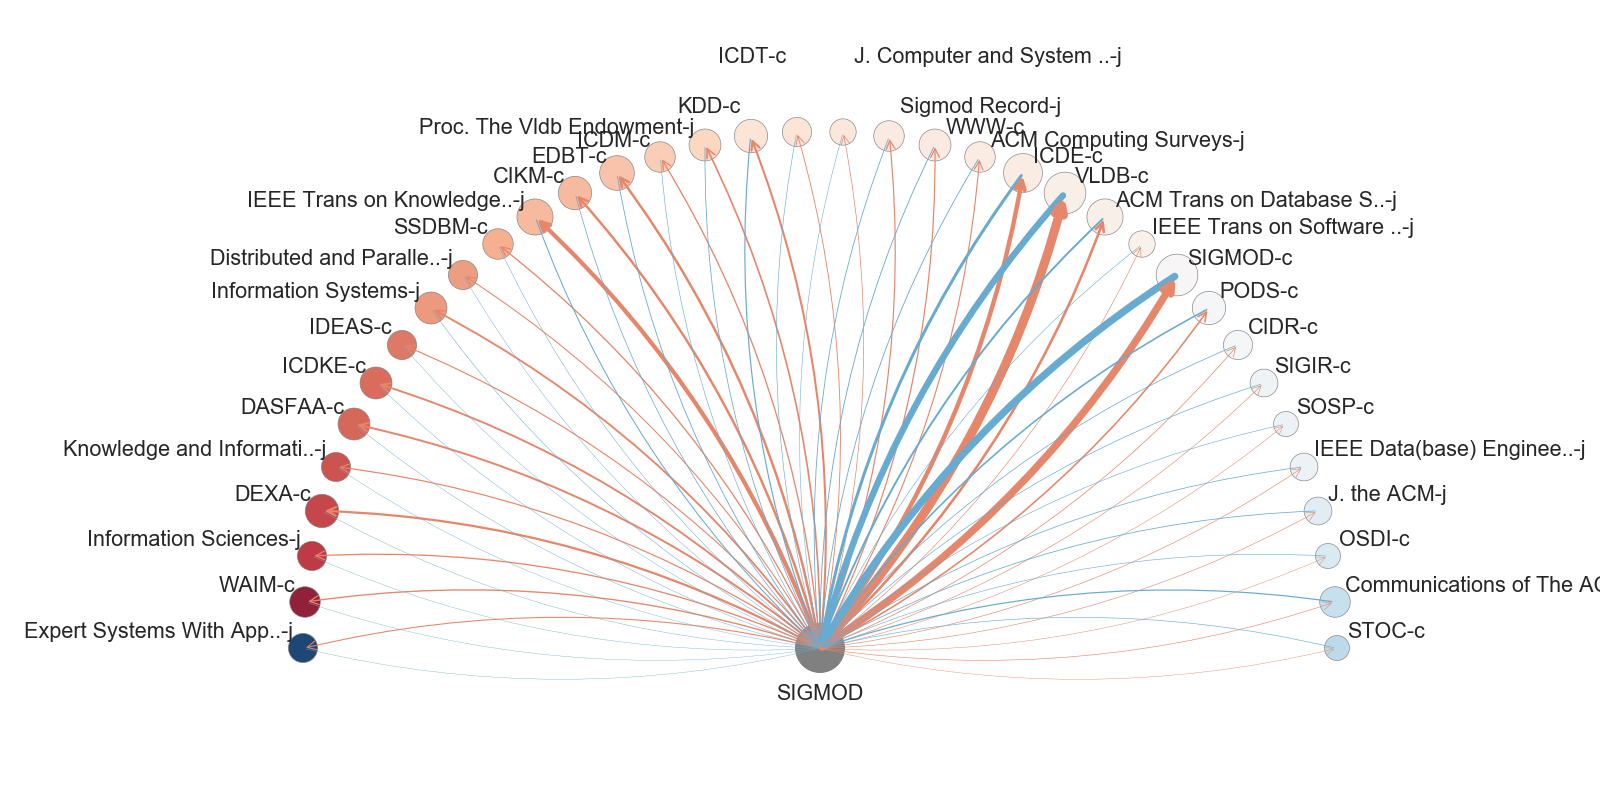 ICDT-c
J. Computer and System ..-j
KDD-c
Sigmod Record-j
Proc. The Vldb Endowment-j
WWW-c
ICDM-c
ACM Computing Surveys-j
EDBT-c
ICDE-c
CIKM-c
VLDB-c
IEEE Trans on Knowledge..-j
ACM Trans on Database S..-j
SSDBM-c
IEEE Trans on Software ..-j
Distributed and Paralle..-j
SIGMOD-c
Information Systems-j
PODS-c
IDEAS-c
CIDR-c
ICDKE-c
SIGIR-c
DASFAA-c
SOSP-c
Knowledge and Informati..-j
IEEE Data(base) Enginee..-j
DEXA-c
J. the ACM-j
Information Sciences-j
OSDI-c
WAIM-c
Communications of The AC
Expert Systems With App..-j
STOC-c
SIGMOD